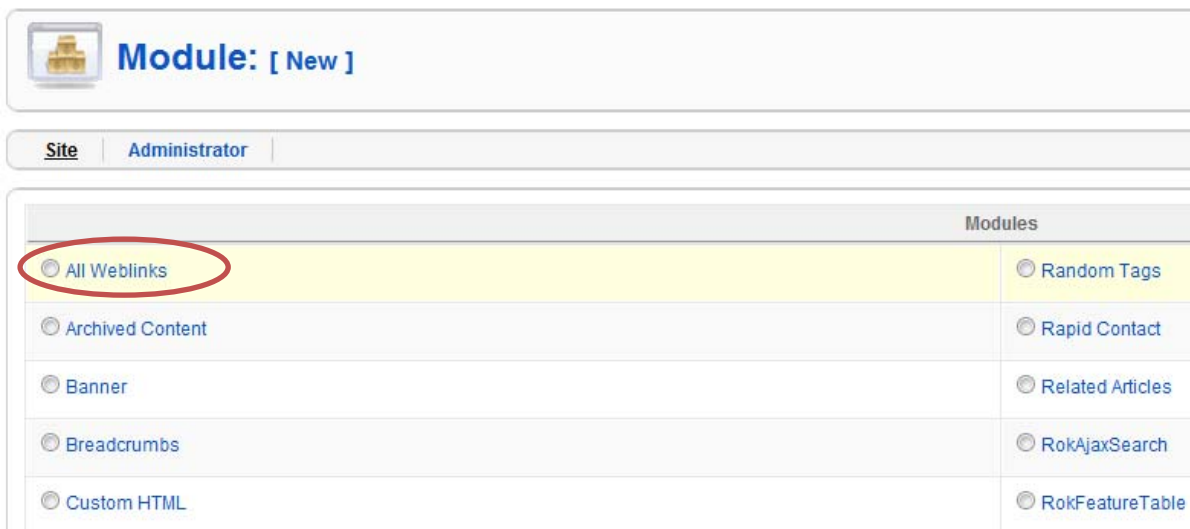 Module: [ New ]
Site Administrator
Modules
All Weblinks Random Tags
Archived Content Rapid Contact
Banner Related Articles
Breadcrumbs RokAjaxSearch
Custom HTML RokFeatureTable